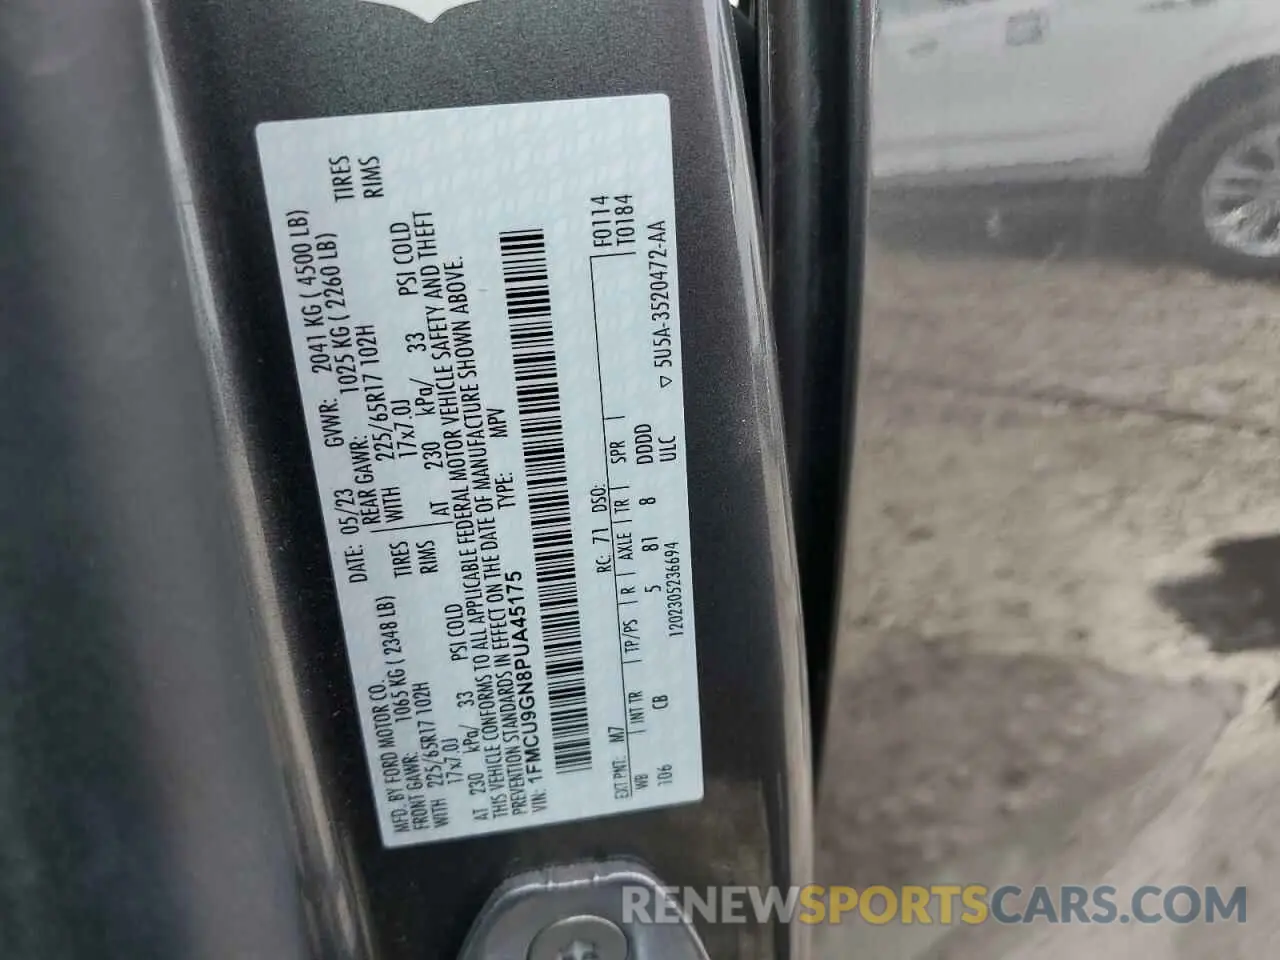 MFD. BY FORD MOTOR CO.
DATE: 05/23 GVWR: 2041 KG ( 4500 LB)
FRONT GAWR: 1065 KG ( 2348 LB)
REAR GAWR: 1025 KG ( 2260 LB)
WITH 225/65R17 102H TIRES
WITH 225/65R17 102H TIRES
17x7.0J RIMS
17x7.0J RIMS
AT 230 kPa/ 33 PSI COLD
AT 230 kPa/ 33 PSI COLD
THIS VEHICLE CONFORMS TO ALL APPLICABLE FEDERAL MOTOR VEHICLE SAFETY AND THEFT
PREVENTION STANDARDS IN EFFECT ON THE DATE OF MANUFACTURE SHOWN ABOVE.
VIN: 1FMCU9GN8PUA45175 TYPE: MPV
F0114
T0184
EXT PNT: M7 RC: 71 DSO:
WB INT TR TP/PS R AXLE TR SPR
106 CB 5 81 8 DDDD
ULC
1202305236694
▽ 5U5A-3520472-AA
RENEWSPORTSCARS.COM